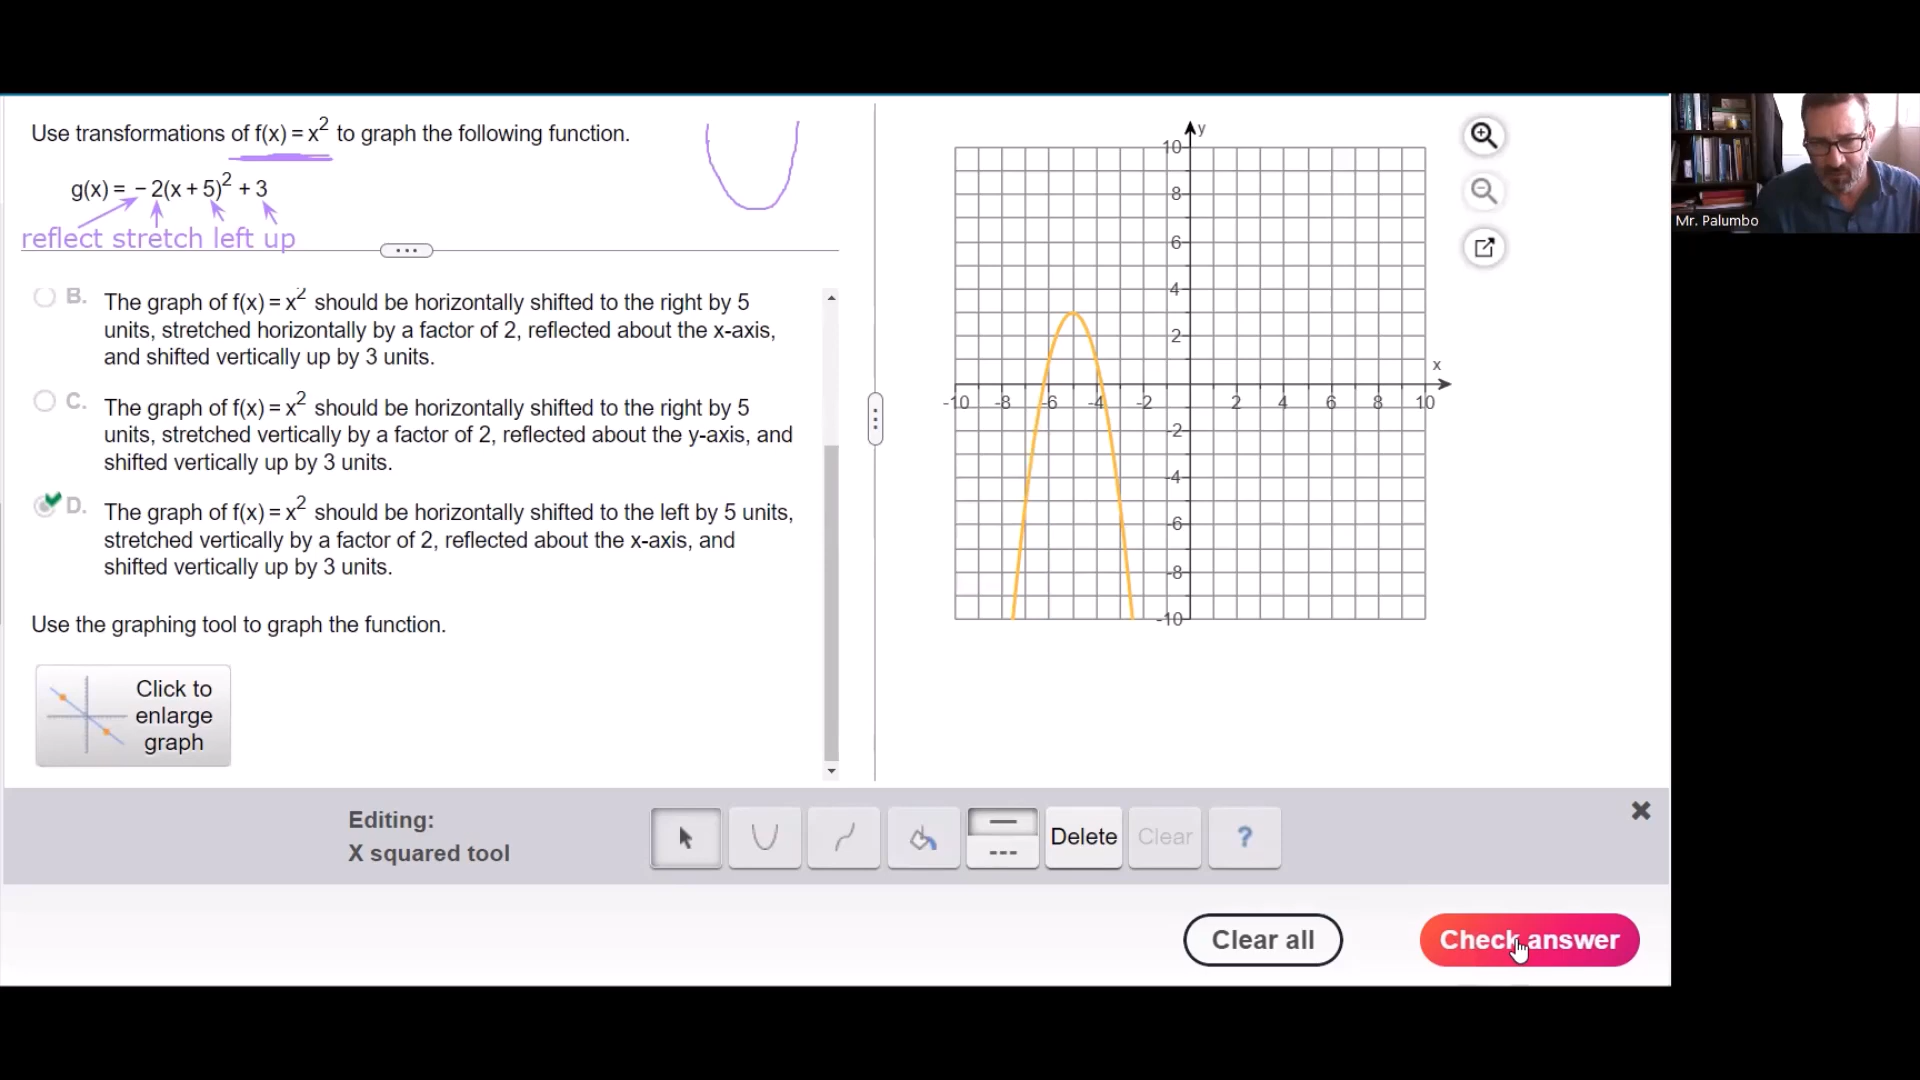 Use transformations of f(x) = x² to graph the following function.
g(x) = − 2(x + 5)² + 3
reflect stretch left up
B. The graph of f(x) = x² should be horizontally shifted to the right by 5
units, stretched horizontally by a factor of 2, reflected about the x-axis,
and shifted vertically up by 3 units.
C. The graph of f(x) = x² should be horizontally shifted to the right by 5
units, stretched vertically by a factor of 2, reflected about the y-axis, and
shifted vertically up by 3 units.
D. The graph of f(x) = x² should be horizontally shifted to the left by 5 units,
stretched vertically by a factor of 2, reflected about the x-axis, and
shifted vertically up by 3 units.
Use the graphing tool to graph the function.
Click to
enlarge
graph
y
10
8
6
4
2
x
-10 -8 -6 -4 -2 2 4 6 8 10
-2
-4
-6
-8
-10
Mr. Palumbo
Editing:
X squared tool
Delete
Clear
?
Clear all
Check answer